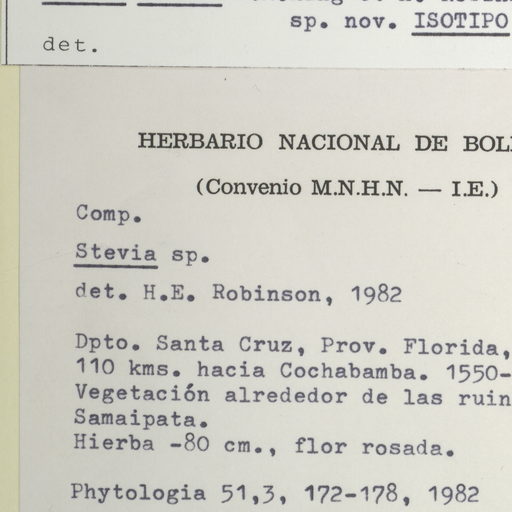 sp. nov. ISOTIPO
det.
HERBARIO NACIONAL DE
(Convenio M.N.H.N. — I.E.)
Comp.
Stevia sp.
det. H.E. Robinson, 1982
Dpto. Santa Cruz, Prov. Florida,
110 kms. hacia Cochabamba. 1550-
Vegetación alrededor de las
Samaipata.
Hierba -80 cm., flor rosada.
Phytologia 51,3, 172-178, 1982